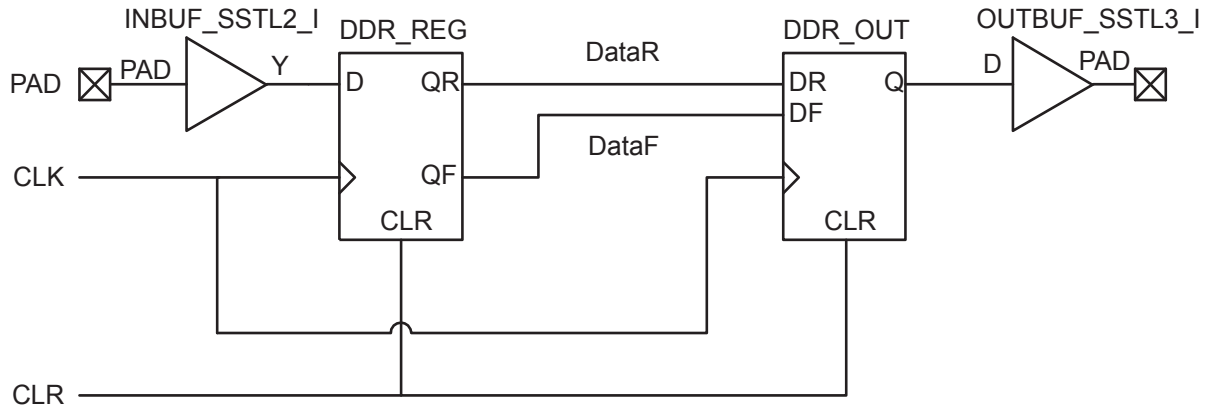 INBUF_SSTL2_I
DDR_REG
DDR_OUT
OUTBUF_SSTL3_I
PAD
PAD
Y
D
QR
DataR
DR
Q
D
PAD
DF
DataF
CLK
QF
CLR
CLR
CLR